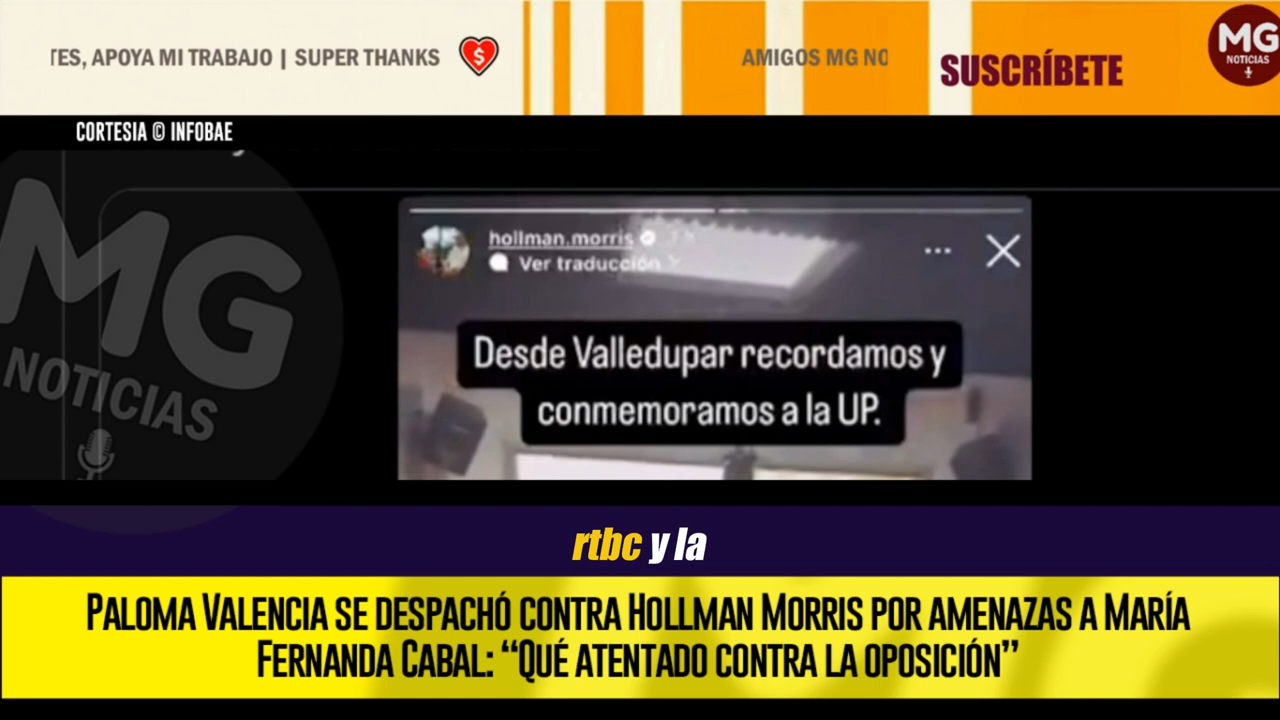 TES, APOYA MI TRABAJO | SUPER THANKS
$
AMIGOS MG NO
SUSCRÍBETE
MG
NOTICIAS
CORTESIA © INFOBAE
MG
NOTICIAS
hollman.morris
Ver traducción
Desde Valledupar recordamos y
conmemoramos a la UP.
rtbc y la
PALOMA VALENCIA SE DESPACHÓ CONTRA HOLLMAN MORRIS POR AMENAZAS A MARÍA
FERNANDA CABAL: “QUÉ ATENTADO CONTRA LA OPOSICIÓN”